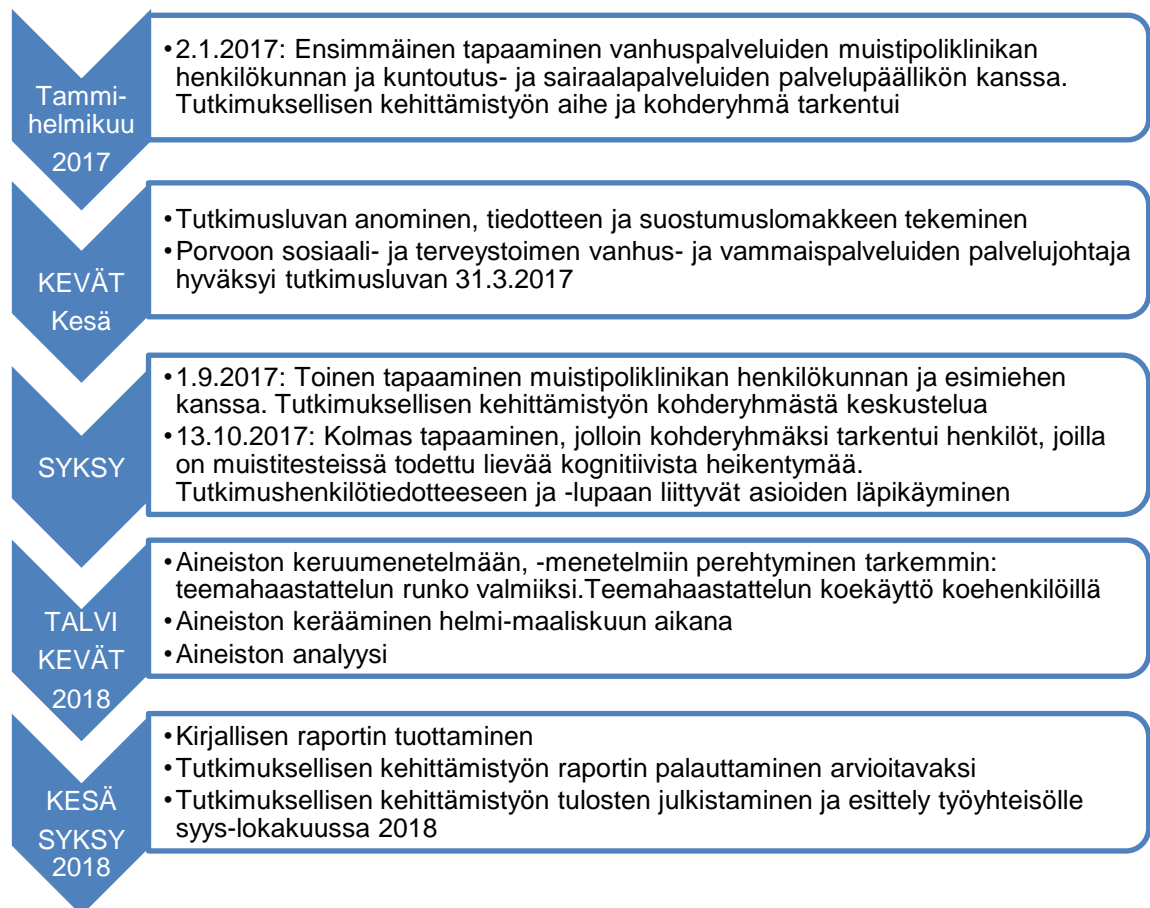 Tammi-
helmikuu
2017
•2.1.2017: Ensimmäinen tapaaminen vanhuspalveluiden muistipoliklinikan
henkilökunnan ja kuntoutus- ja sairaalapalveluiden palvelupäällikön kanssa.
Tutkimuksellisen kehittämistyön aihe ja kohderyhmä tarkentui
KEVÄT
Kesä
•Tutkimusluvan anominen, tiedotteen ja suostumuslomakkeen tekeminen
•Porvoon sosiaali- ja terveystoimen vanhus- ja vammaispalveluiden palvelujohtaja
hyväksyi tutkimusluvan 31.3.2017
SYKSY
•1.9.2017: Toinen tapaaminen muistipoliklinikan henkilökunnan ja esimiehen
kanssa. Tutkimuksellisen kehittämistyön kohderyhmästä keskustelua
•13.10.2017: Kolmas tapaaminen, jolloin kohderyhmäksi tarkentui henkilöt, joilla
on muistitesteissä todettu lievää kognitiivista heikentymää.
Tutkimushenkilötiedotteeseen ja -lupaan liittyvät asioiden läpikäyminen
TALVI
KEVÄT
2018
•Aineiston keruumenetelmään, -menetelmiin perehtyminen tarkemmin:
teemahaastattelun runko valmiiksi.Teemahaastattelun koekäyttö koehenkilöillä
•Aineiston kerääminen helmi-maaliskuun aikana
•Aineiston analyysi
KESÄ
SYKSY
2018
•Kirjallisen raportin tuottaminen
•Tutkimuksellisen kehittämistyön raportin palauttaminen arvioitavaksi
•Tutkimuksellisen kehittämistyön tulosten julkistaminen ja esittely työyhteisölle
syys-lokakuussa 2018